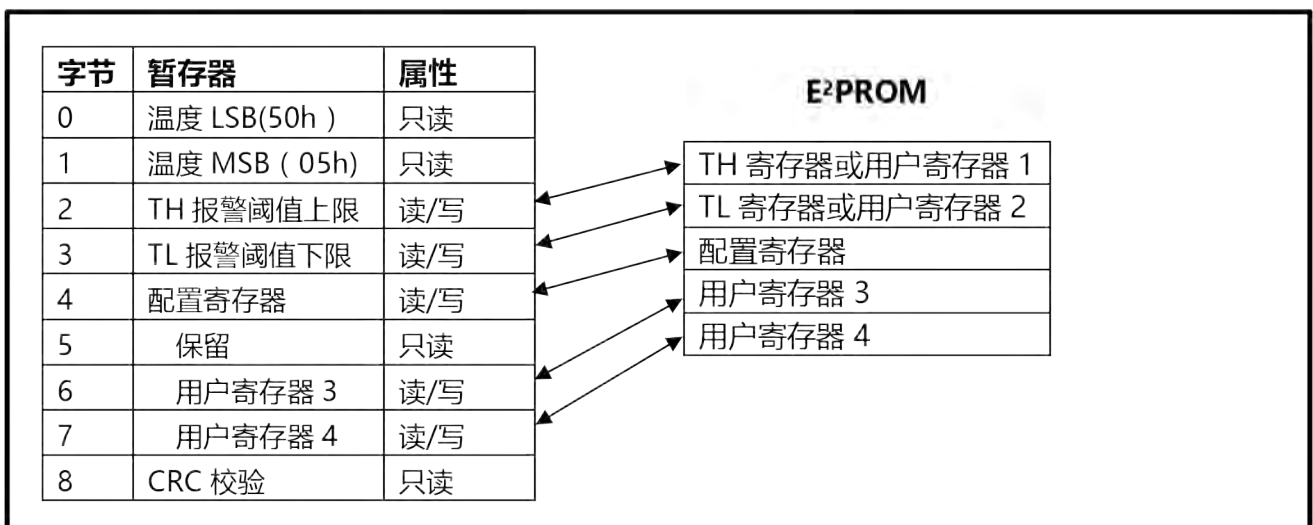 字节 暂存器 属性
E²PROM
0 温度 LSB(50h ) 只读
1 温度 MSB ( 05h) 只读
TH 寄存器或用户寄存器 1
2 TH 报警阈值上限 读/写
TL 寄存器或用户寄存器 2
3 TL 报警阈值下限 读/写
配置寄存器
4 配置寄存器 读/写
用户寄存器 3
5 保留 只读
用户寄存器 4
6 用户寄存器 3 读/写
7 用户寄存器 4 读/写
8 CRC 校验 只读